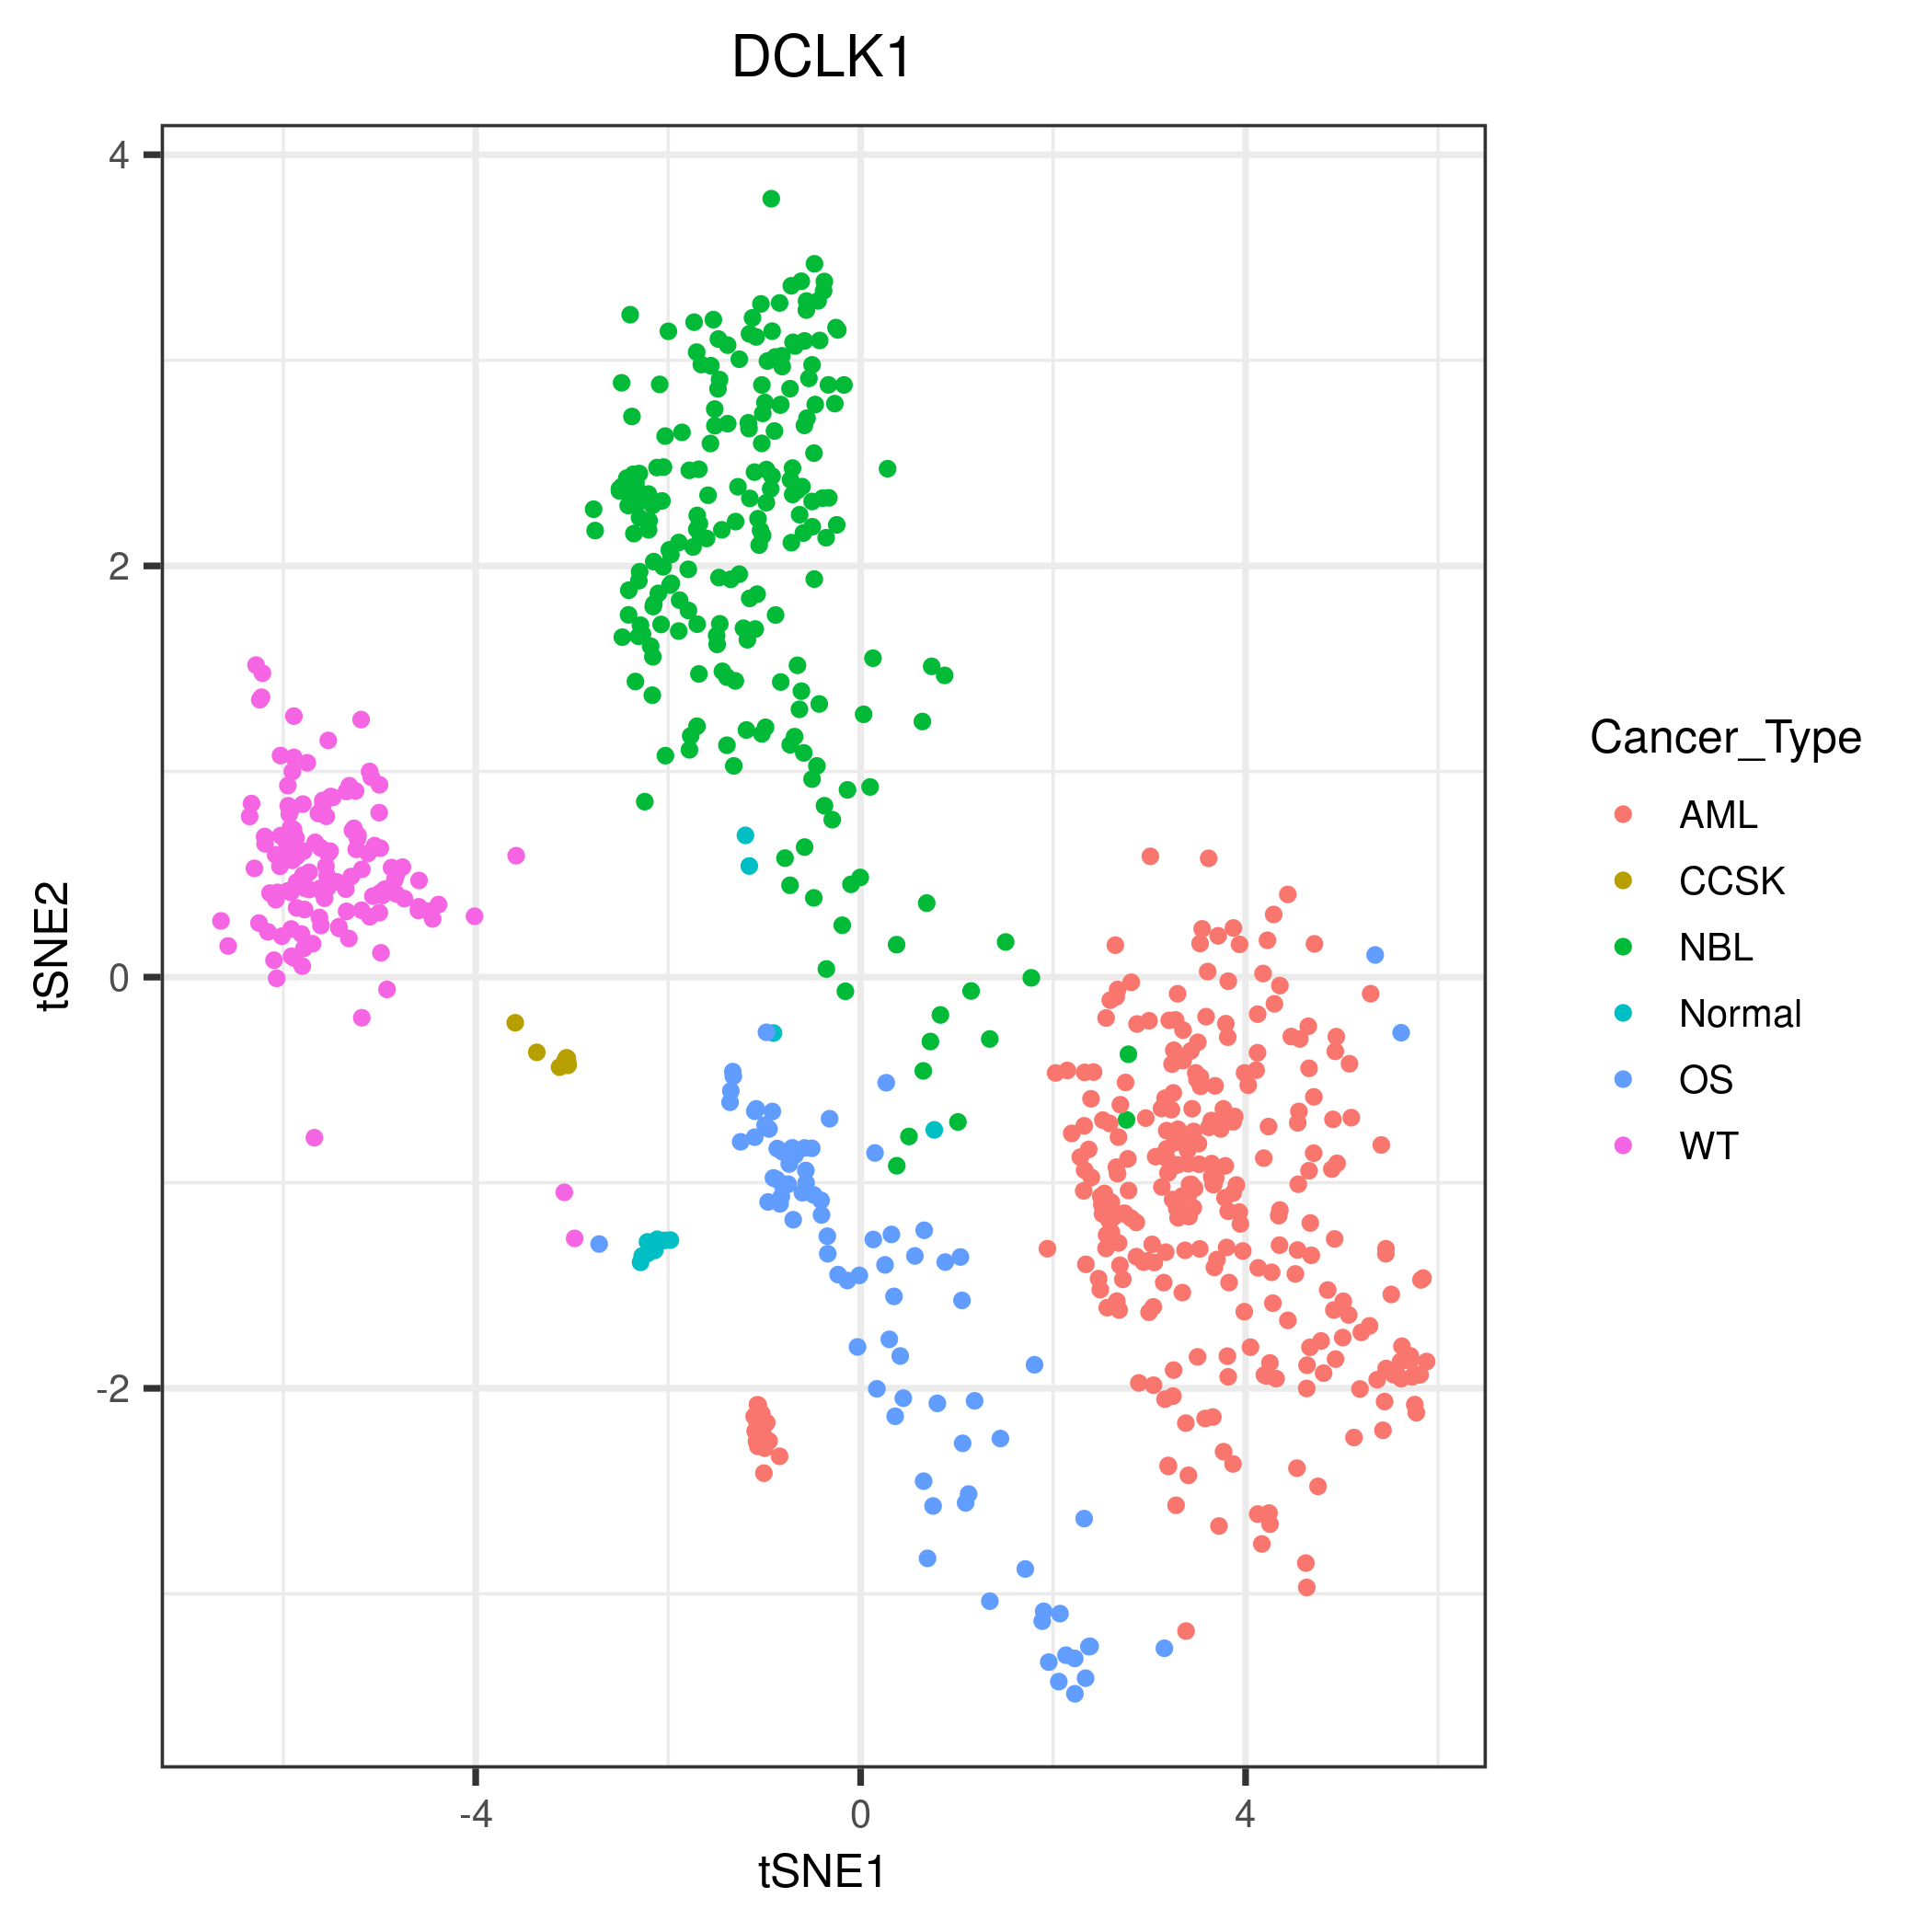 DCLK1
4
2
0
-2
tSNE2
-4
0
4
tSNE1
Cancer_Type
AML
CCSK
NBL
Normal
OS
WT